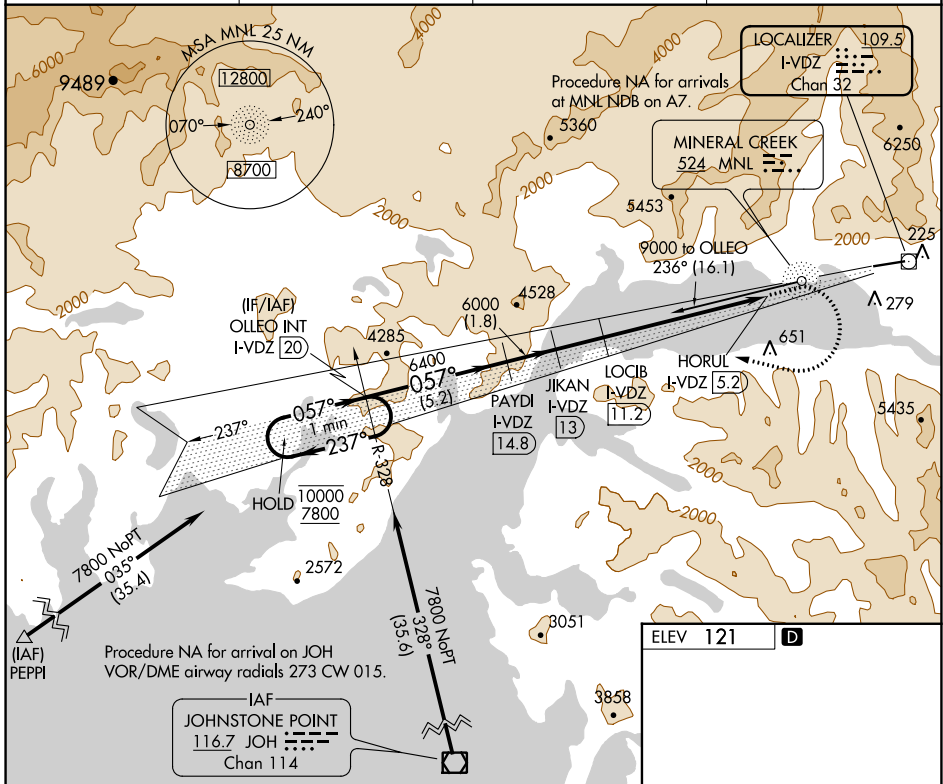 MSA MNL 25 NM
12800
070°
240°
8700
6000
9489
4000
4000
LOCALIZER 109.5
I-VDZ
Chan 32
Procedure NA for arrivals
at MNL NDB on A7.
5360
MINERAL CREEK
524 MNL
6250
2000
5453
2000
2000
225
9000 to OLLEO
236° (16.1)
2000
279
(IF/IAF)
OLLEO INT
I-VDZ 20
4285
6000
(1.8)
4528
651
6400
057°
(5.2)
HORUL
I-VDZ 5.2
LOCIB
I-VDZ
11.2
JIKAN
I-VDZ
13
PAYDI
I-VDZ
14.8
057°
1 min
237°
237°
R-328
5435
HOLD
10000
7800
2000
7800 NoPT
035°
(35.4)
2572
7800 NoPT
328°
(35.6)
3051
(IAF)
PEPPI
Procedure NA for arrival on JOH
VOR/DME airway radials 273 CW 015.
ELEV 121 D
IAF
JOHNSTONE POINT
116.7 JOH
Chan 114
3858